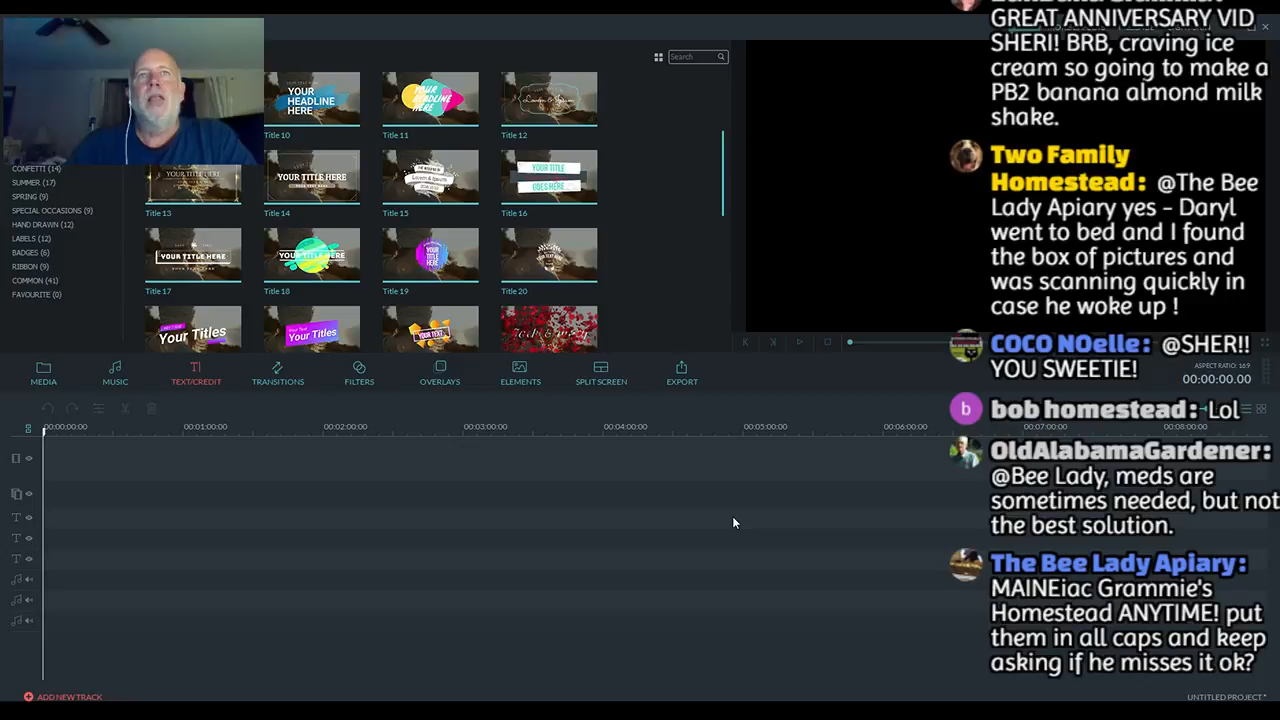 GREAT ANNIVERSARY VID
SHERI! BRB, craving ice
cream so going to make a
PB2 banana almond milk
shake.
Two Family
Homestead: @The Bee
Lady Apiary yes - Daryl
went to bed and I found
the box of pictures and
was scanning quickly in
case he woke up !
COCO NOelle: @SHER!!
YOU SWEETIE!
b
bob homestead: Lol
OldAlabamaGardener:
@Bee Lady, meds are
sometimes needed, but not
the best solution.
The Bee Lady Apiary:
MAINEiac Grammie's
Homestead ANYTIME! put
them in all caps and keep
asking if he misses it ok?
Search
YOUR
HEADLINE
HERE
Title 10
YOUR
HEADLINE
HERE
Title 11
Lorem & Ipsum
Title 12
CONFETTI (14)
SUMMER (17)
SPRING (9)
SPECIAL OCCASIONS (9)
HAND DRAWN (12)
LABELS (12)
BADGES (6)
RIBBON (9)
COMMON (41)
FAVOURITE (0)
YOUR TITLE HERE
Title 13
YOUR TITLE HERE
Title 14
Lorem & Ipsum
Title 15
YOUR TITLE
GOES HERE
Title 16
YOUR TITLE HERE
Title 17
YOUR TITLE HERE
Title 18
YOUR
TITLE
HERE
Title 19
Title 20
Your Titles
Your Titles
YOUR TEXT
MEDIA
MUSIC
TEXT/CREDIT
TRANSITIONS
FILTERS
OVERLAYS
ELEMENTS
SPLIT SCREEN
EXPORT
ASPECT RATIO: 16:9
00:00:00.00
00:00:00:00
00:01:00:00
00:02:00:00
00:03:00:00
00:04:00:00
00:05:00:00
00:06:00:00
00:07:00:00
00:08:00:00
ADD NEW TRACK
UNTITLED PROJECT*